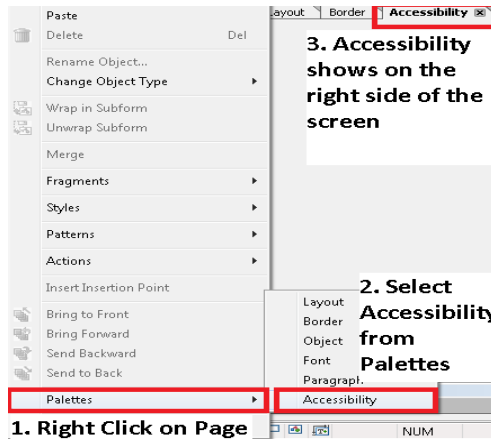 Paste
ayout Border Accessibility
Delete Del
3. Accessibility
shows on the
right side of the
screen
Rename Object...
Change Object Type
Wrap in Subform
Unwrap Subform
Merge
Fragments
Styles
Patterns
Actions
Insert Insertion Point
Bring to Front
Bring Forward
Send Backward
Send to Back
Palettes
Layout
Border
Object
Font
Paragraph
Accessibility
2. Select
Accessibility
from
Palettes
1. Right Click on Page
NUM